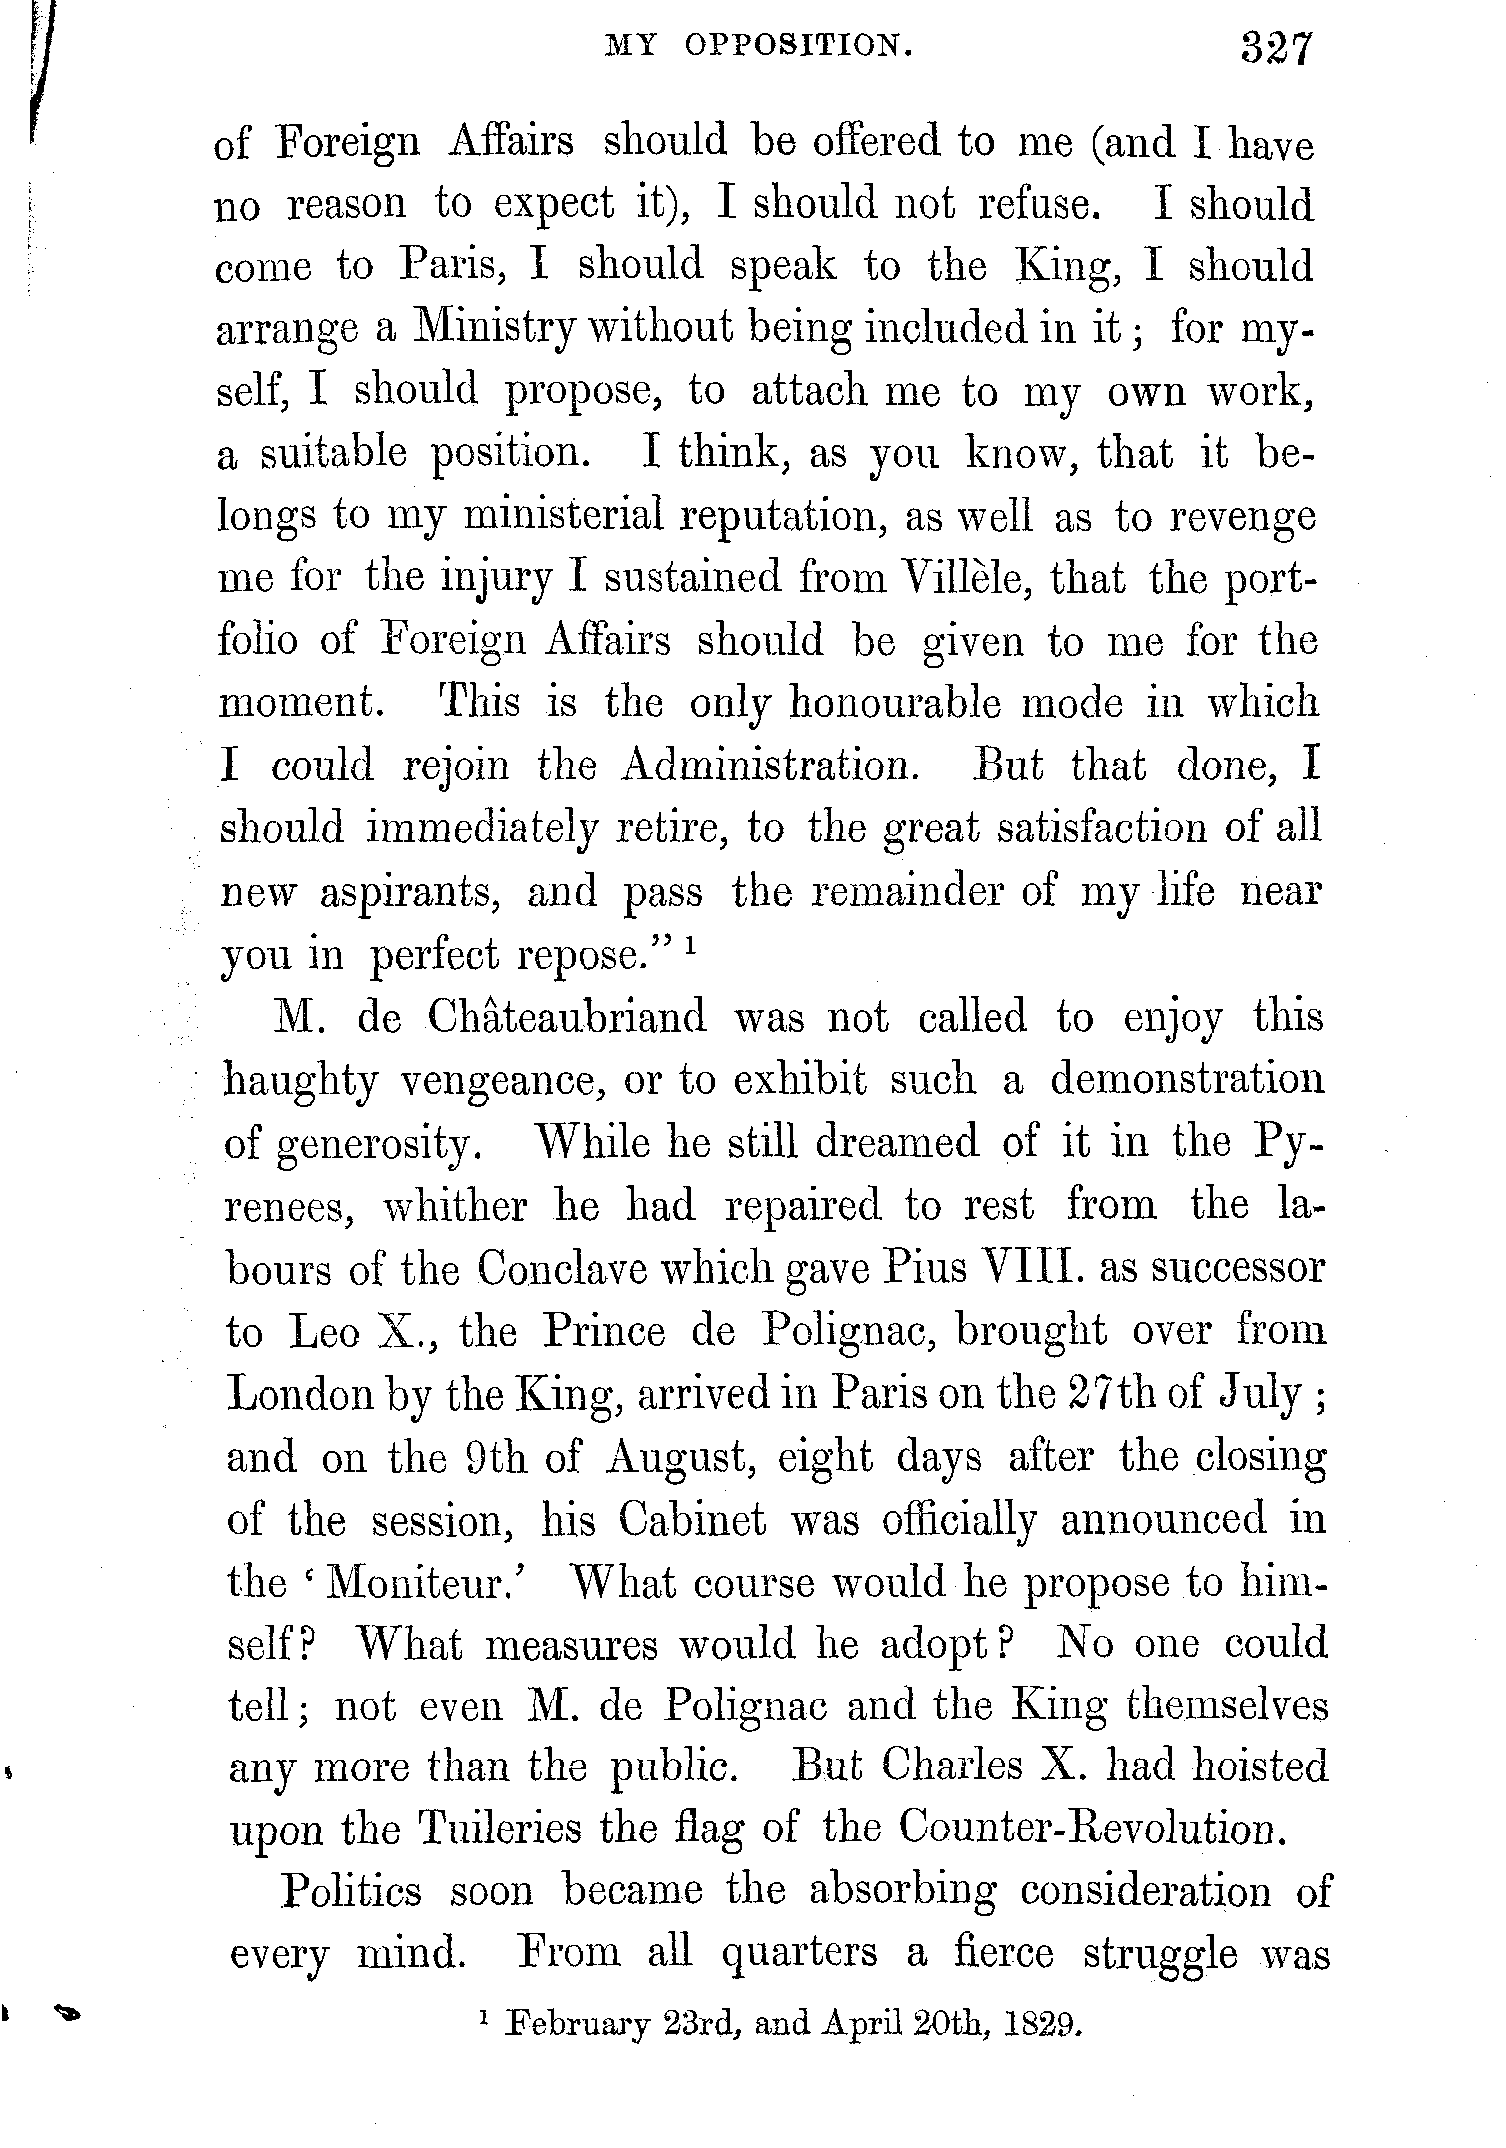 MY OPPOSITION. 327
of Foreign Affairs should be offered to me (and I have
no reason to expect it), I should not refuse. I should
come to Paris, I should speak to the King, I should
arrange a Ministry without being included in it; for my-
self, I should propose, to attach me to my own work,
a suitable position. I think, as you know, that it be-
longs to my ministerial reputation, as well as to revenge
me for the injury I sustained from Villèle, that the port-
folio of Foreign Affairs should be given to me for the
moment. This is the only honourable mode in which
I could rejoin the Administration. But that done, I
should immediately retire, to the great satisfaction of all
new aspirants, and pass the remainder of my life near
you in perfect repose.” ¹
M. de Châteaubriand was not called to enjoy this
haughty vengeance, or to exhibit such a demonstration
of generosity. While he still dreamed of it in the Py-
renees, whither he had repaired to rest from the la-
bours of the Conclave which gave Pius VIII. as successor
to Leo X., the Prince de Polignac, brought over from
London by the King, arrived in Paris on the 27th of July;
and on the 9th of August, eight days after the closing
of the session, his Cabinet was officially announced in
the ‘Moniteur.’ What course would he propose to him-
self? What measures would he adopt? No one could
tell; not even M. de Polignac and the King themselves
any more than the public. But Charles X. had hoisted
upon the Tuileries the flag of the Counter-Revolution.
Politics soon became the absorbing consideration of
every mind. From all quarters a fierce struggle was
¹ February 23rd, and April 20th, 1829.